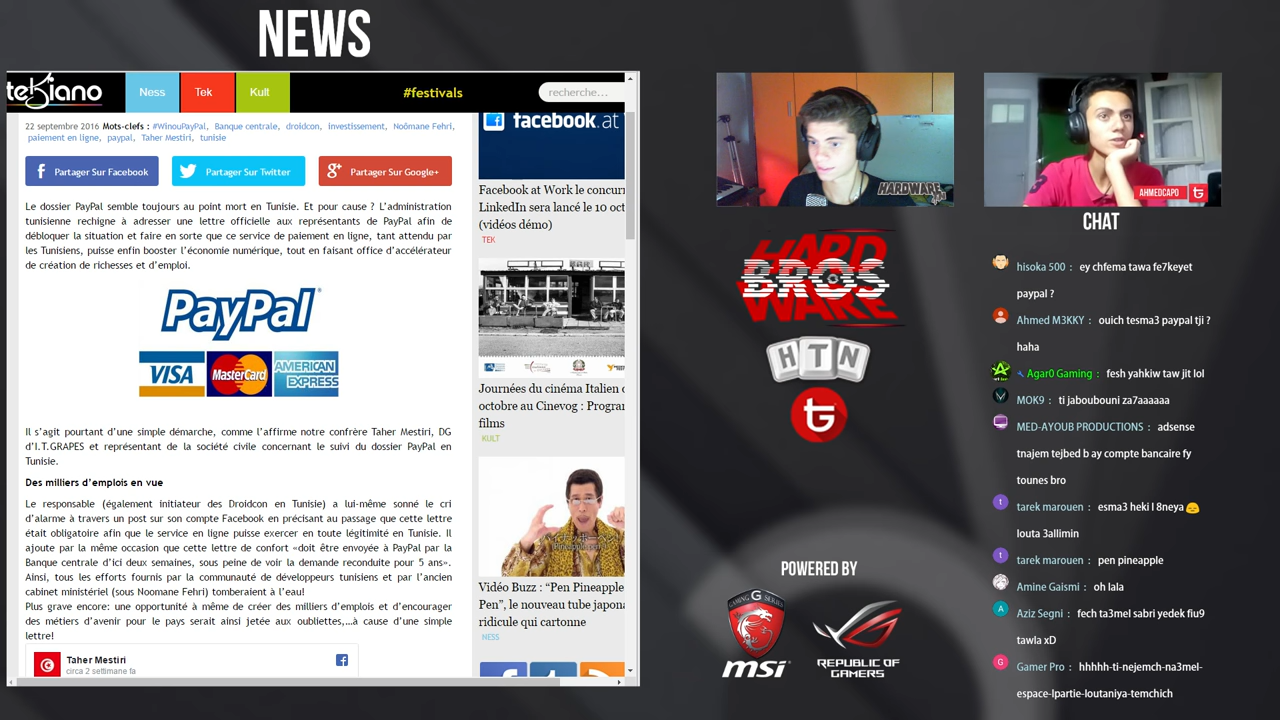 NEWS
tekiano
Ness
Tek
Kult
#festivals
recherche...
22 septembre 2016 Mots-clefs : #WinouPayPal, Banque centrale, droidcon, investissement, Noômane Fehri,
paiement en ligne, paypal, Taher Mestiri, tunisie
Partager Sur Facebook
Partager Sur Twitter
Partager Sur Google+
Le dossier PayPal semble toujours au point mort en Tunisie. Et pour cause ? L’administration
tunisienne rechigne à adresser une lettre officielle aux représentants de PayPal afin de
débloquer la situation et faire en sorte que ce service de paiement en ligne, tant attendu par
les Tunisiens, puisse enfin booster l’économie numérique, tout en faisant office d’accélérateur
de création de richesses et d’emploi.
PayPal
VISA
MasterCard
AMERICAN
EXPRESS
Il s’agit pourtant d’une simple démarche, comme l’affirme notre confrère Taher Mestiri, DG
d’I.T.GRAPES et représentant de la société civile concernant le suivi du dossier PayPal en
Tunisie.
Des milliers d’emplois en vue
Le responsable (également initiateur des Droidcon en Tunisie) a lui-même sonné le cri
d’alarme à travers un post sur son compte Facebook en précisant au passage que cette lettre
était obligatoire afin que le service en ligne puisse exercer en toute légitimité en Tunisie. Il
ajoute par la même occasion que cette lettre de confort «doit être envoyée à PayPal par la
Banque centrale d’ici deux semaines, sous peine de voir la demande reconduite pour 5 ans».
Ainsi, tous les efforts fournis par la communauté de développeurs tunisiens et par l’ancien
cabinet ministériel (sous Noomane Fehri) tomberaient à l’eau!
Plus grave encore: une opportunité à même de créer des milliers d’emplois et d’encourager
des métiers d’avenir pour le pays serait ainsi jetée aux oubliettes,…à cause d’une simple
lettre!
Taher Mestiri
circa 2 settimane fa
facebook at
Facebook at Work le concur
LinkedIn sera lancé le 10 oct
(vidéos démo)
TEK
Journées du cinéma Italien
octobre au Cinevog : Progra
films
KULT
Vidéo Buzz : “Pen Pineapple
Pen”, le nouveau tube japona
ridicule qui cartonne
NESS
HARDWARE
AHMEDCAPO
HARD
BROS
WARE
HTN
tg
POWERED BY
GAMING G SERIES
msi
REPUBLIC OF
GAMERS
CHAT
hisoka 500 : ey chfema tawa fe7keyet
paypal ?
Ahmed M3KKY : ouich tesma3 paypal tji ?
haha
Agar0 Gaming : fesh yahkiw taw jit lol
MOK9 : ti jaboubouni za7aaaaaa
MED-AYOUB PRODUCTIONS : adsense
tnajem tejbed b ay compte bancaire fy
tounes bro
tarek marouen : esma3 heki l 8neya 😔
louta 3allimin
tarek marouen : pen pineapple
Amine Gaismi : oh lala
Aziz Segni : fech ta3mel sabri yedek fiu9
tawla xD
Gamer Pro : hhhhh-ti-nejemch-na3mel-
espace-lpartie-loutaniya-temchich